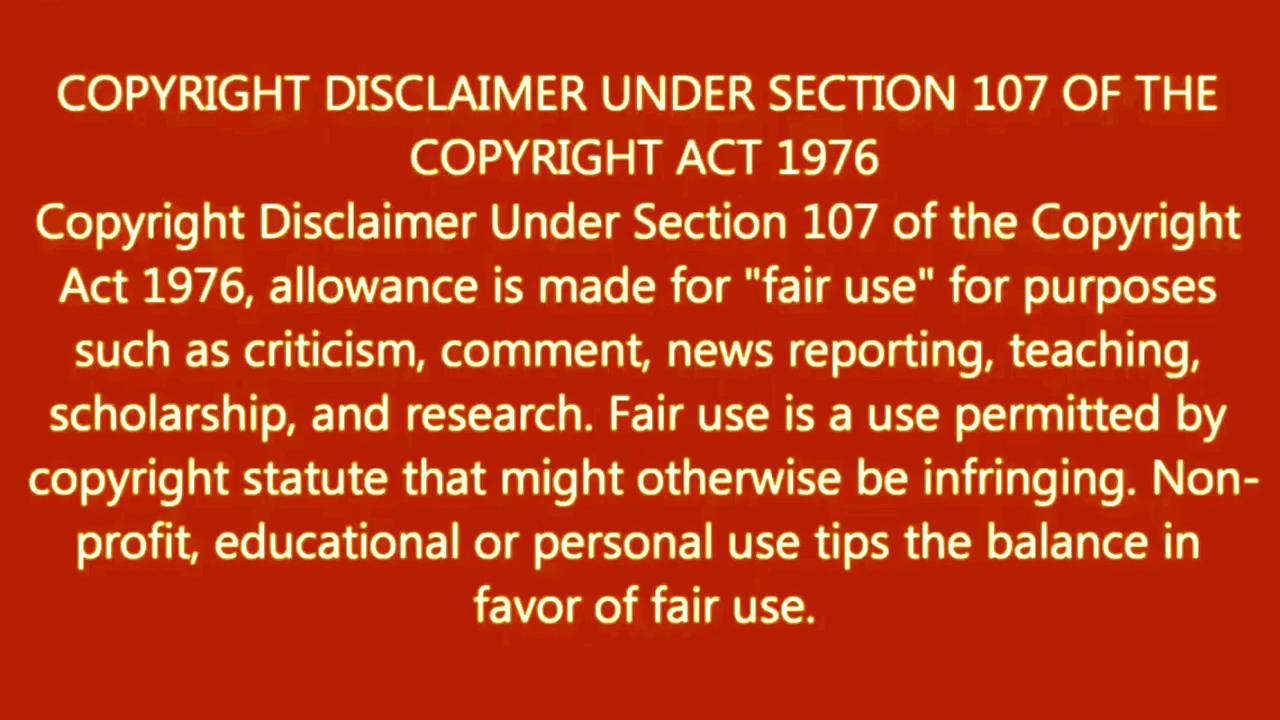 COPYRIGHT DISCLAIMER UNDER SECTION 107 OF THE
COPYRIGHT ACT 1976
Copyright Disclaimer Under Section 107 of the Copyright
Act 1976, allowance is made for "fair use" for purposes
such as criticism, comment, news reporting, teaching,
scholarship, and research. Fair use is a use permitted by
copyright statute that might otherwise be infringing. Non-
profit, educational or personal use tips the balance in
favor of fair use.